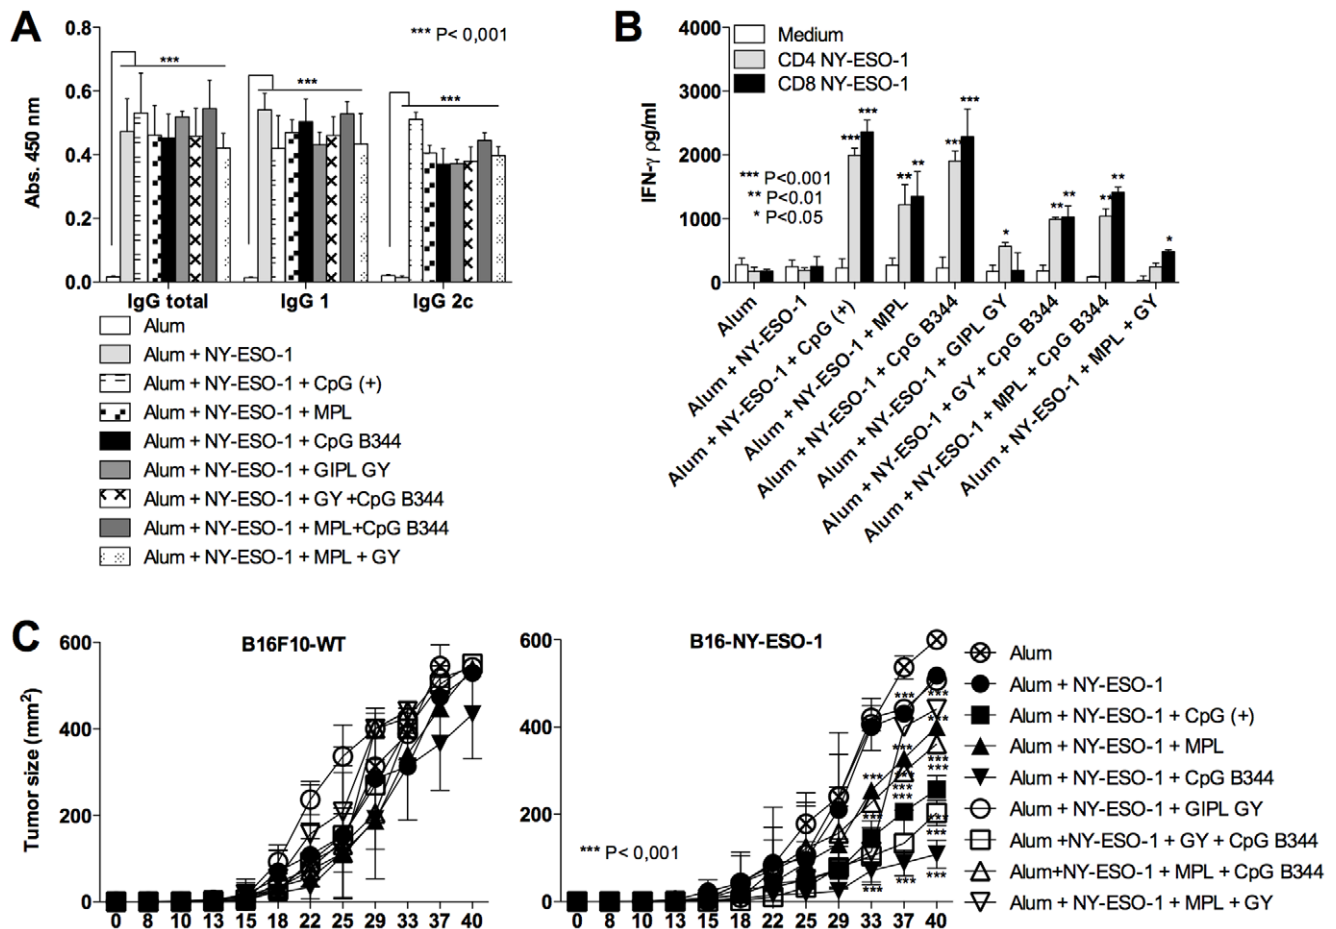 A
0.8
0.6
0.4
0.2
0.0
Abs. 450 nm
*** P< 0,001
***
***
***
IgG total
IgG 1
IgG 2c
Alum
Alum + NY-ESO-1
Alum + NY-ESO-1 + CpG (+)
Alum + NY-ESO-1 + MPL
Alum + NY-ESO-1 + CpG B344
Alum + NY-ESO-1 + GIPL GY
Alum + NY-ESO-1 + GY +CpG B344
Alum + NY-ESO-1 + MPL+CpG B344
Alum + NY-ESO-1 + MPL + GY
B
4000
3000
2000
1000
0
IFN-γ ρg/ml
Medium
CD4 NY-ESO-1
CD8 NY-ESO-1
*** P<0.001
** P<0.01
* P<0.05
*** ***
** **
*** ***
*
** **
** **
*
Alum
Alum + NY-ESO-1
Alum + NY-ESO-1 + CpG (+)
Alum + NY-ESO-1 + MPL
Alum + NY-ESO-1 + CpG B344
Alum + NY-ESO-1 + GIPL GY
Alum + NY-ESO-1 + GY + CpG B344
Alum + NY-ESO-1 + MPL + CpG B344
Alum + NY-ESO-1 + MPL + GY
C
B16F10-WT
600
400
200
0
Tumor size (mm²)
0 8 10 13 15 18 22 25 29 33 37 40
B16-NY-ESO-1
600
400
200
0
*** P< 0,001
0 8 10 13 15 18 22 25 29 33 37 40
Alum
Alum + NY-ESO-1
Alum + NY-ESO-1 + CpG (+)
Alum + NY-ESO-1 + MPL
Alum + NY-ESO-1 + CpG B344
Alum + NY-ESO-1 + GIPL GY
Alum +NY-ESO-1 + GY + CpG B344
Alum+NY-ESO-1 + MPL + CpG B344
Alum + NY-ESO-1 + MPL + GY